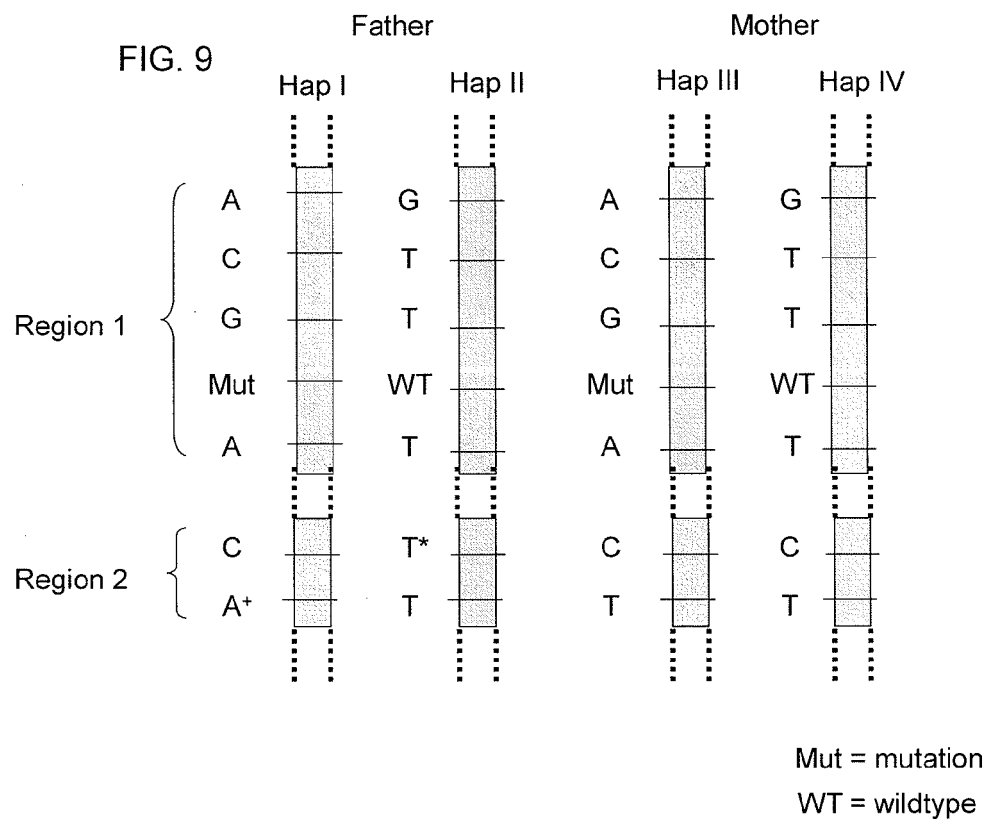 Father Mother
FIG. 9
Hap I Hap II Hap III Hap IV
A G A G
C T C T
G T G T
Region 1
Mut WT Mut WT
A T A T
C T* C C
Region 2
A+ T T T
Mut = mutation
WT = wildtype